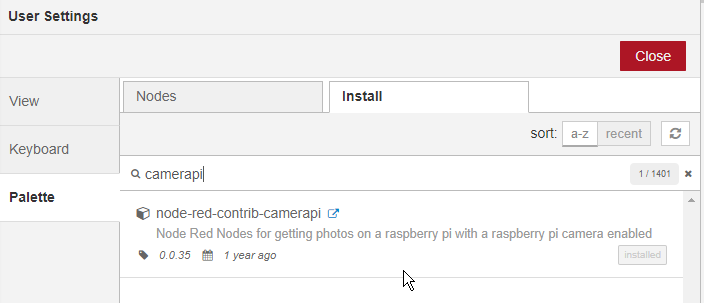 User Settings
Close
View
Nodes
Install
sort: a-z recent
Keyboard
camerapi
1 / 1401
Palette
node-red-contrib-camerapi
Node Red Nodes for getting photos on a raspberry pi with a raspberry pi camera enabled
0.0.35 1 year ago
installed